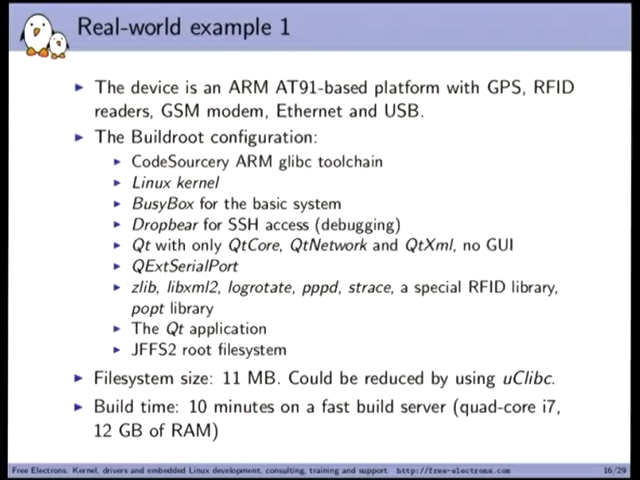 Real-world example 1
▶ The device is an ARM AT91-based platform with GPS, RFID
readers, GSM modem, Ethernet and USB.
▶ The Buildroot configuration:
▶ CodeSourcery ARM glibc toolchain
▶ Linux kernel
▶ BusyBox for the basic system
▶ Dropbear for SSH access (debugging)
▶ Qt with only QtCore, QtNetwork and QtXml, no GUI
▶ QExtSerialPort
▶ zlib, libxml2, logrotate, pppd, strace, a special RFID library,
popt library
▶ The Qt application
▶ JFFS2 root filesystem
▶ Filesystem size: 11 MB. Could be reduced by using uClibc.
▶ Build time: 10 minutes on a fast build server (quad-core i7,
12 GB of RAM)
Free Electrons. Kernel, drivers and embedded Linux development, consulting, training and support. http://free-electrons.com 16/29